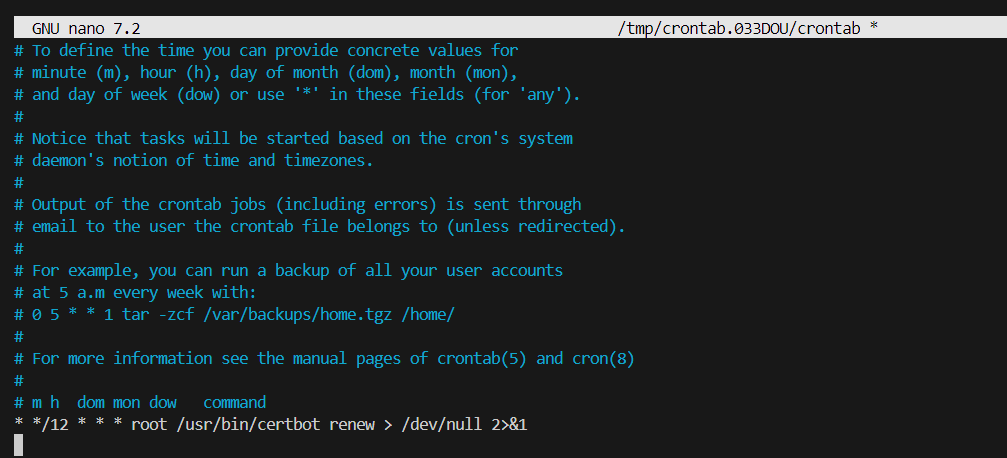 GNU nano 7.2 /tmp/crontab.033DOU/crontab *
# To define the time you can provide concrete values for
# minute (m), hour (h), day of month (dom), month (mon),
# and day of week (dow) or use '*' in these fields (for 'any').
#
# Notice that tasks will be started based on the cron's system
# daemon's notion of time and timezones.
#
# Output of the crontab jobs (including errors) is sent through
# email to the user the crontab file belongs to (unless redirected).
#
# For example, you can run a backup of all your user accounts
# at 5 a.m every week with:
# 0 5 * * 1 tar -zcf /var/backups/home.tgz /home/
#
# For more information see the manual pages of crontab(5) and cron(8)
#
# m h  dom mon dow   command
* */12 * * * root /usr/bin/certbot renew > /dev/null 2>&1